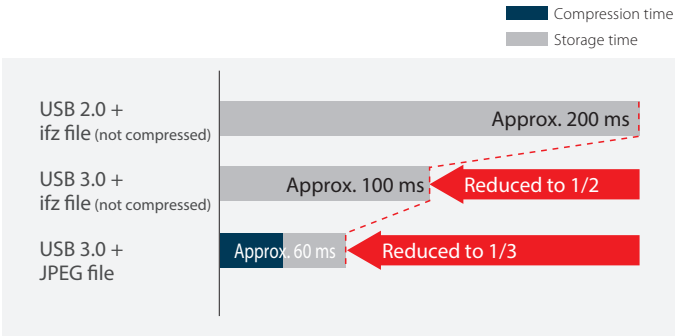 Compression time
Storage time
USB 2.0 +
ifz file (not compressed)
Approx. 200 ms
USB 3.0 +
ifz file (not compressed)
Approx. 100 ms
Reduced to 1/2
USB 3.0 +
JPEG file
Approx. 60 ms
Reduced to 1/3